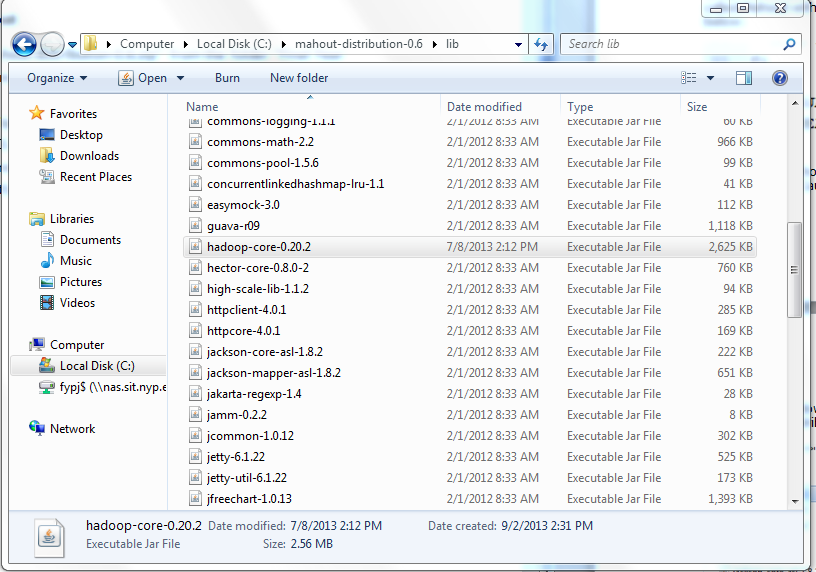 Computer Local Disk (C:) mahout-distribution-0.6 lib Search lib
Organize Open Burn New folder
Name Date modified Type Size
commons-logging-1.1.1 2/1/2012 8:33 AM Executable Jar File 60 KB
commons-math-2.2 2/1/2012 8:33 AM Executable Jar File 966 KB
commons-pool-1.5.6 2/1/2012 8:33 AM Executable Jar File 99 KB
concurrentlinkedhashmap-lru-1.1 2/1/2012 8:33 AM Executable Jar File 41 KB
easymock-3.0 2/1/2012 8:33 AM Executable Jar File 112 KB
guava-r09 2/1/2012 8:33 AM Executable Jar File 1,118 KB
hadoop-core-0.20.2 7/8/2013 2:12 PM Executable Jar File 2,625 KB
hector-core-0.8.0-2 2/1/2012 8:33 AM Executable Jar File 760 KB
high-scale-lib-1.1.2 2/1/2012 8:33 AM Executable Jar File 94 KB
httpclient-4.0.1 2/1/2012 8:33 AM Executable Jar File 285 KB
httpcore-4.0.1 2/1/2012 8:33 AM Executable Jar File 169 KB
jackson-core-asl-1.8.2 2/1/2012 8:33 AM Executable Jar File 222 KB
jackson-mapper-asl-1.8.2 2/1/2012 8:33 AM Executable Jar File 651 KB
jakarta-regexp-1.4 2/1/2012 8:33 AM Executable Jar File 28 KB
jamm-0.2.2 2/1/2012 8:33 AM Executable Jar File 8 KB
jcommon-1.0.12 2/1/2012 8:33 AM Executable Jar File 302 KB
jetty-6.1.22 2/1/2012 8:33 AM Executable Jar File 525 KB
jetty-util-6.1.22 2/1/2012 8:33 AM Executable Jar File 173 KB
jfreechart-1.0.13 2/1/2012 8:33 AM Executable Jar File 1,393 KB
Favorites
Desktop
Downloads
Recent Places
Libraries
Documents
Music
Pictures
Videos
Computer
Local Disk (C:)
fypj$ (\\nas.sit.nyp.e
Network
hadoop-core-0.20.2 Date modified: 7/8/2013 2:12 PM Date created: 9/2/2013 2:31 PM
Executable Jar File Size: 2.56 MB